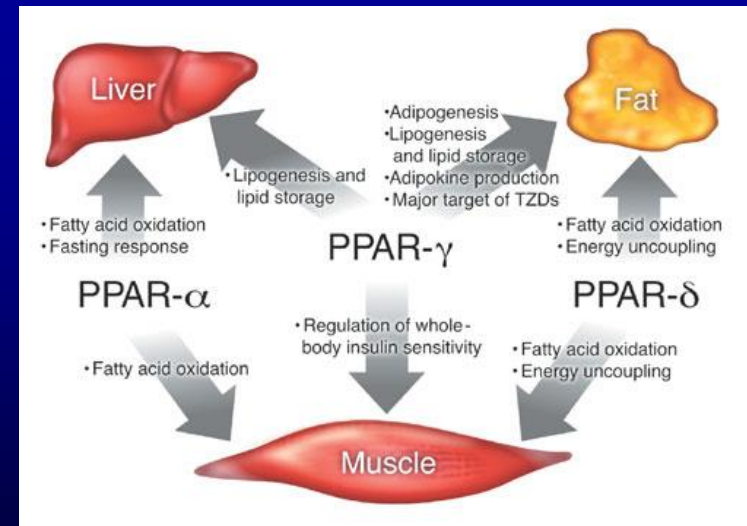 Liver
Fat
•Adipogenesis
•Lipogenesis
and lipid storage
•Adipokine production
•Major target of TZDs
•Lipogenesis and
lipid storage
•Fatty acid oxidation
•Fasting response
•Fatty acid oxidation
•Energy uncoupling
PPAR-γ
PPAR-α
PPAR-δ
•Regulation of whole-
body insulin sensitivity
•Fatty acid oxidation
•Fatty acid oxidation
•Energy uncoupling
Muscle